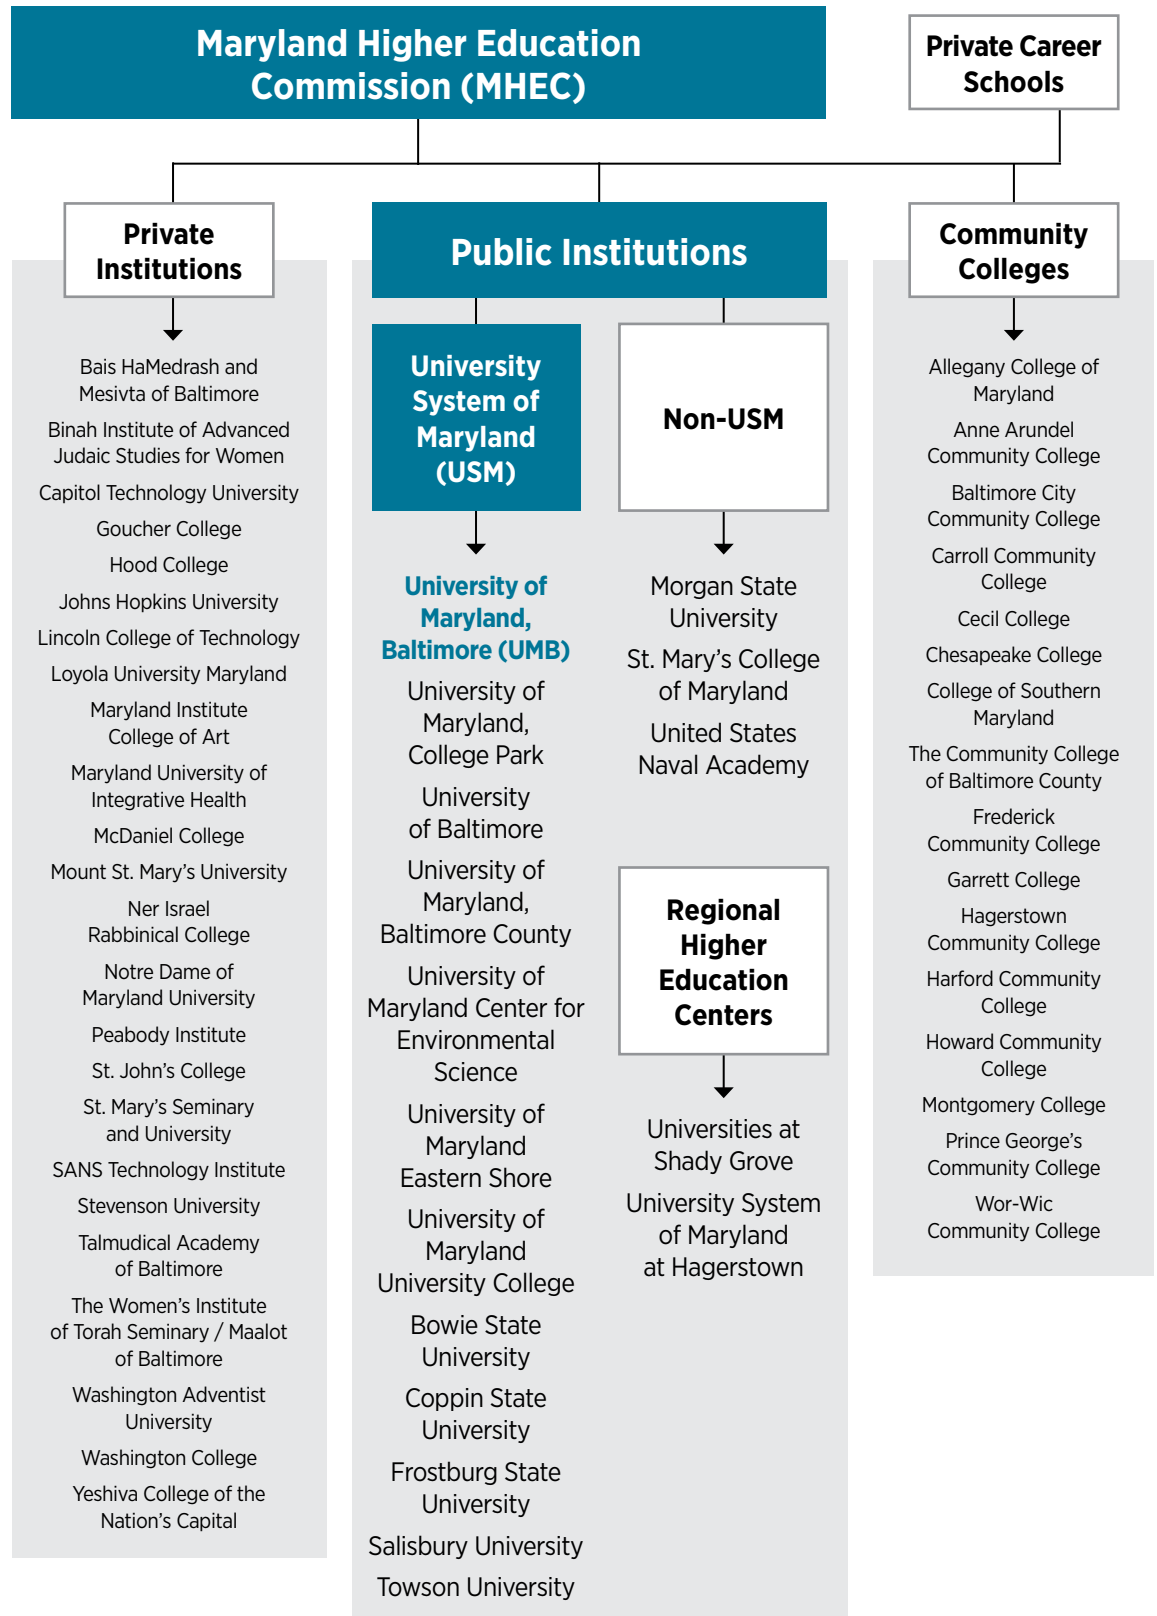 Maryland Higher Education
Commission (MHEC)
Private Career
Schools
Private
Institutions
Bais HaMedrash and
Mesivta of Baltimore
Binah Institute of Advanced
Judaic Studies for Women
Capitol Technology University
Goucher College
Hood College
Johns Hopkins University
Lincoln College of Technology
Loyola University Maryland
Maryland Institute
College of Art
Maryland University of
Integrative Health
McDaniel College
Mount St. Mary’s University
Ner Israel
Rabbinical College
Notre Dame of
Maryland University
Peabody Institute
St. John’s College
St. Mary’s Seminary
and University
SANS Technology Institute
Stevenson University
Talmudical Academy
of Baltimore
The Women’s Institute
of Torah Seminary / Maalot
of Baltimore
Washington Adventist
University
Washington College
Yeshiva College of the
Nation’s Capital
Public Institutions
University
System of
Maryland
(USM)
University of
Maryland,
Baltimore (UMB)
University of
Maryland,
College Park
University
of Baltimore
University of
Maryland,
Baltimore County
University of
Maryland Center for
Environmental
Science
University of
Maryland
Eastern Shore
University of
Maryland
University College
Bowie State
University
Coppin State
University
Frostburg State
University
Salisbury University
Towson University
Non-USM
Morgan State
University
St. Mary’s College
of Maryland
United States
Naval Academy
Regional
Higher
Education
Centers
Universities at
Shady Grove
University System
of Maryland
at Hagerstown
Community
Colleges
Allegany College of
Maryland
Anne Arundel
Community College
Baltimore City
Community College
Carroll Community
College
Cecil College
Chesapeake College
College of Southern
Maryland
The Community College
of Baltimore County
Frederick
Community College
Garrett College
Hagerstown
Community College
Harford Community
College
Howard Community
College
Montgomery College
Prince George’s
Community College
Wor-Wic
Community College